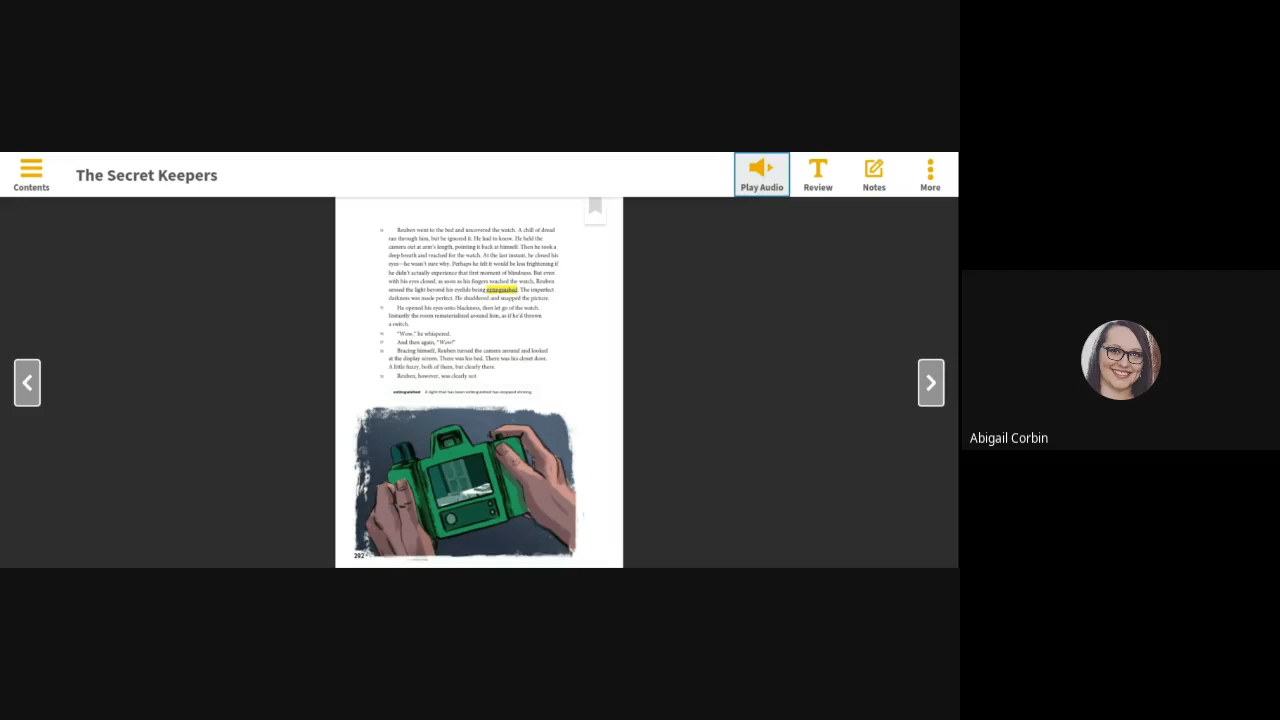 Contents
The Secret Keepers
Play Audio
Review
Notes
More
Reuben went to the bed and uncovered the watch. A chill of dread
ran through him, but he ignored it. He had to know. He held the
camera out at arm's length, pointing it back at himself. Then he took a
deep breath and reached for the watch. At the last instant, he closed his
eyes—he wasn't sure why. Perhaps he felt it would be less frightening if
he didn't actually experience that first moment of blindness. But even
with his eyes closed, as soon as his fingers touched the watch, Reuben
sensed the light beyond his eyelids being extinguished. The imperfect
darkness was made perfect. He shuddered and snapped the picture.
He opened his eyes onto blackness, then let go of the watch.
Instantly the room rematerialized around him, as if he'd thrown
a switch.
"Wow," he whispered.
And then again, "Wow!"
Bracing himself, Reuben turned the camera around and looked
at the display screen. There was his bed. There was his closet door.
A little fuzzy, both of them, but clearly there.
Reuben, however, was clearly not.
extinguished A light that has been extinguished has stopped shining.
292
Abigail Corbin